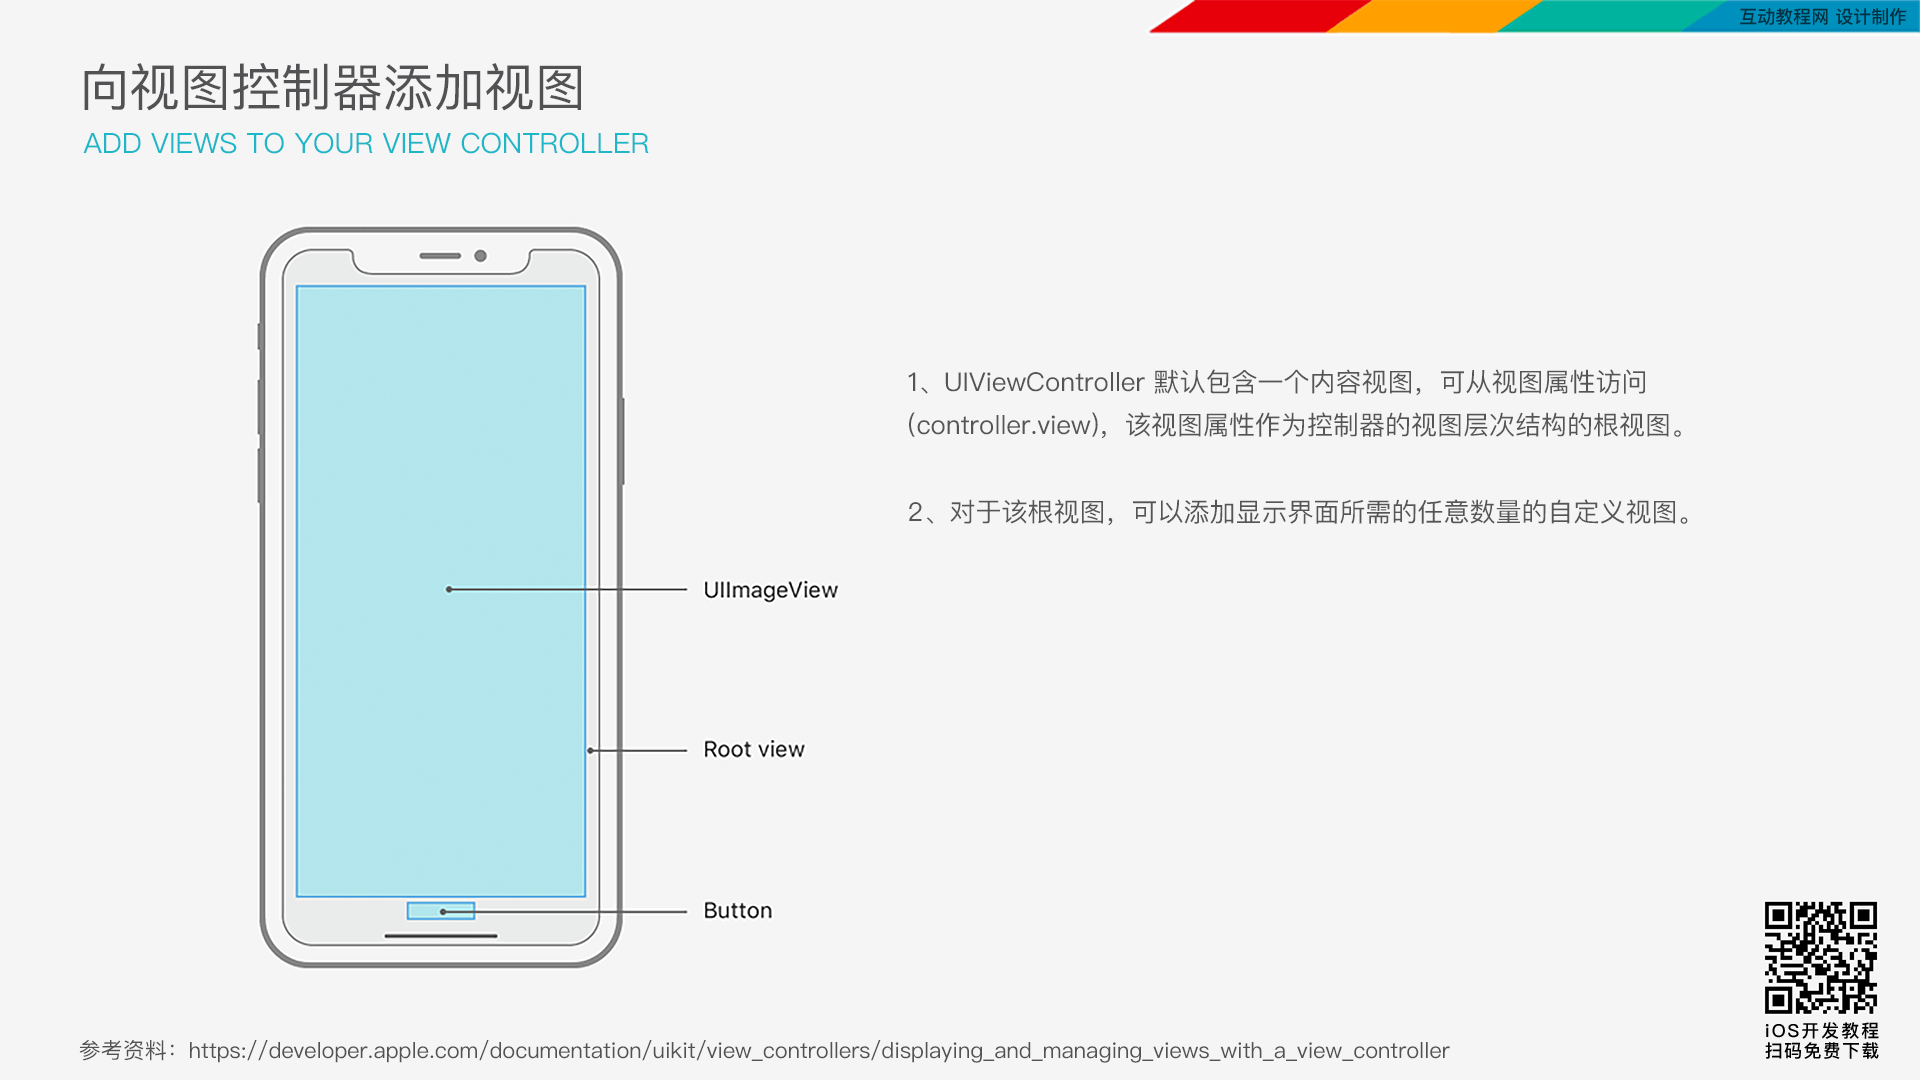 互动教程网 设计制作
向视图控制器添加视图
ADD VIEWS TO YOUR VIEW CONTROLLER
1、UIViewController 默认包含一个内容视图，可从视图属性访问
(controller.view)，该视图属性作为控制器的视图层次结构的根视图。
2、对于该根视图，可以添加显示界面所需的任意数量的自定义视图。
UIImageView
Root view
Button
iOS开发教程
扫码免费下载
参考资料：https://developer.apple.com/documentation/uikit/view_controllers/displaying_and_managing_views_with_a_view_controller